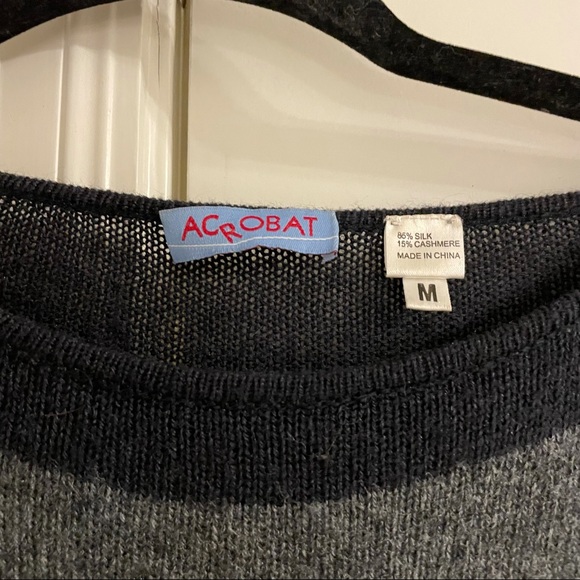 ACROBAT
85% SILK
15% CASHMERE
MADE IN CHINA
M